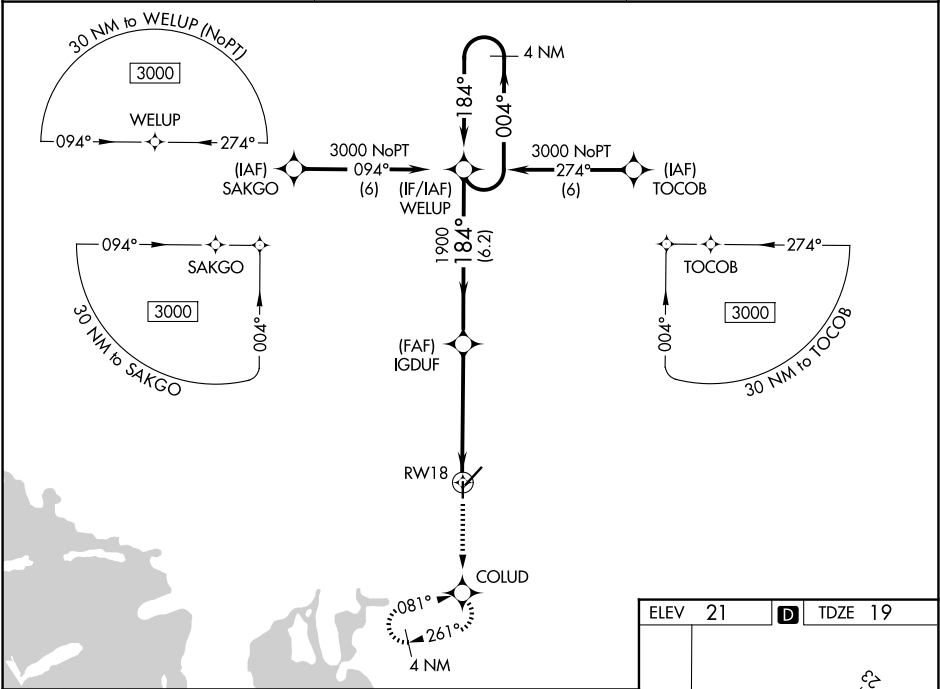 30 NM to WELUP (NoPT)
3000
WELUP
094°
274°
4 NM
184°
004°
(IAF)
SAKGO
3000 NoPT
094°
(6)
(IF/IAF)
WELUP
3000 NoPT
274°
(6)
(IAF)
TOCOB
1900
184°
(6.2)
094°
SAKGO
3000
004°
30 NM to SAKGO
274°
TOCOB
3000
004°
30 NM to TOCOB
(FAF)
IGDUF
RW18
COLUD
081°
261°
4 NM
ELEV 21
D
TDZE 19
23